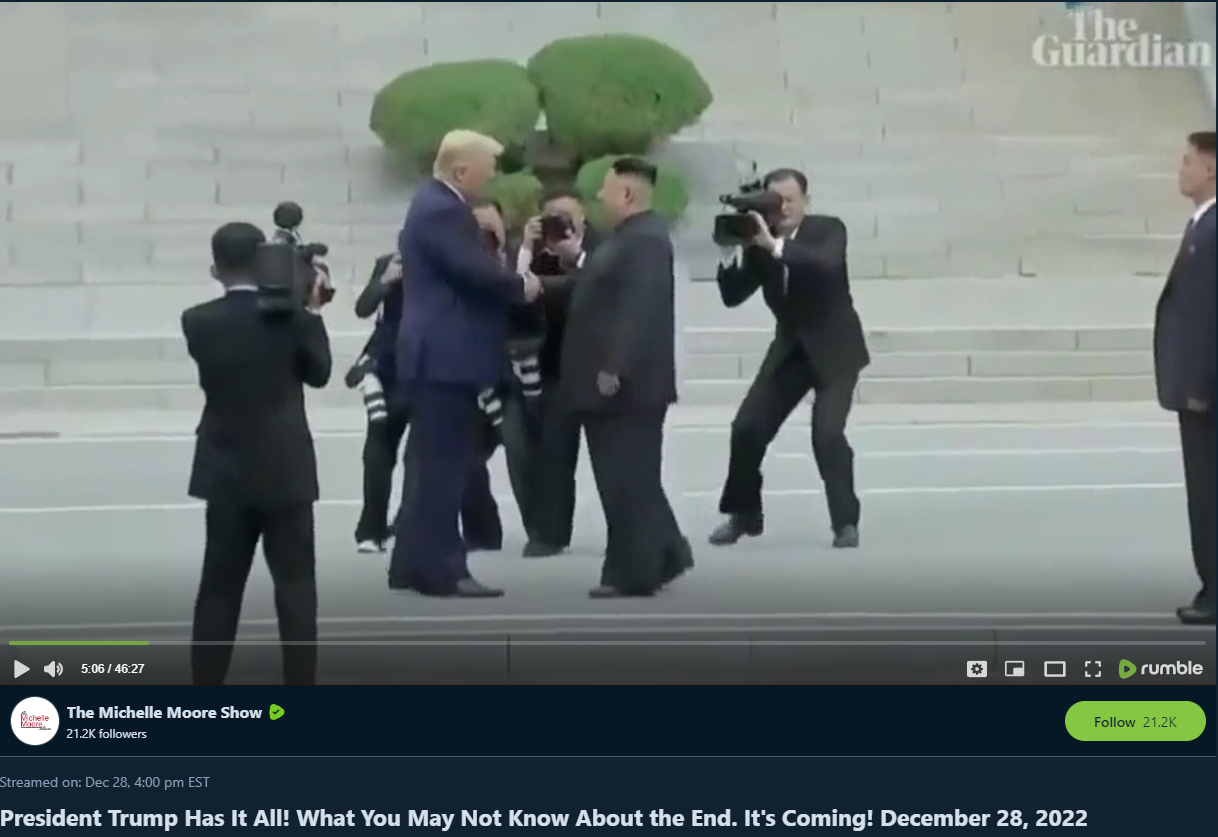 The
Guardian
5:06 / 46:27
rumble
Michelle
Moore
The Michelle Moore Show
21.2K followers
Follow 21.2K
Streamed on: Dec 28, 4:00 pm EST
President Trump Has It All! What You May Not Know About the End. It's Coming! December 28, 2022